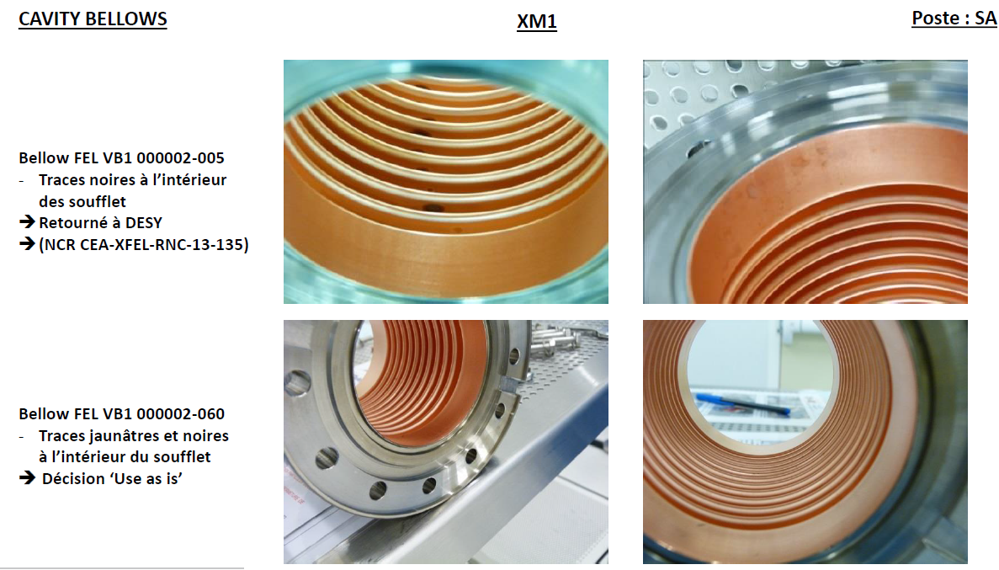 CAVITY BELLOWS
XM1
Poste : SA
Bellow FEL VB1 000002-005
- Traces noires à l’intérieur
des soufflet
➔ Retourné à DESY
➔ (NCR CEA-XFEL-RNC-13-135)
Bellow FEL VB1 000002-060
- Traces jaunâtres et noires
à l’intérieur du soufflet
➔ Décision ‘Use as is’